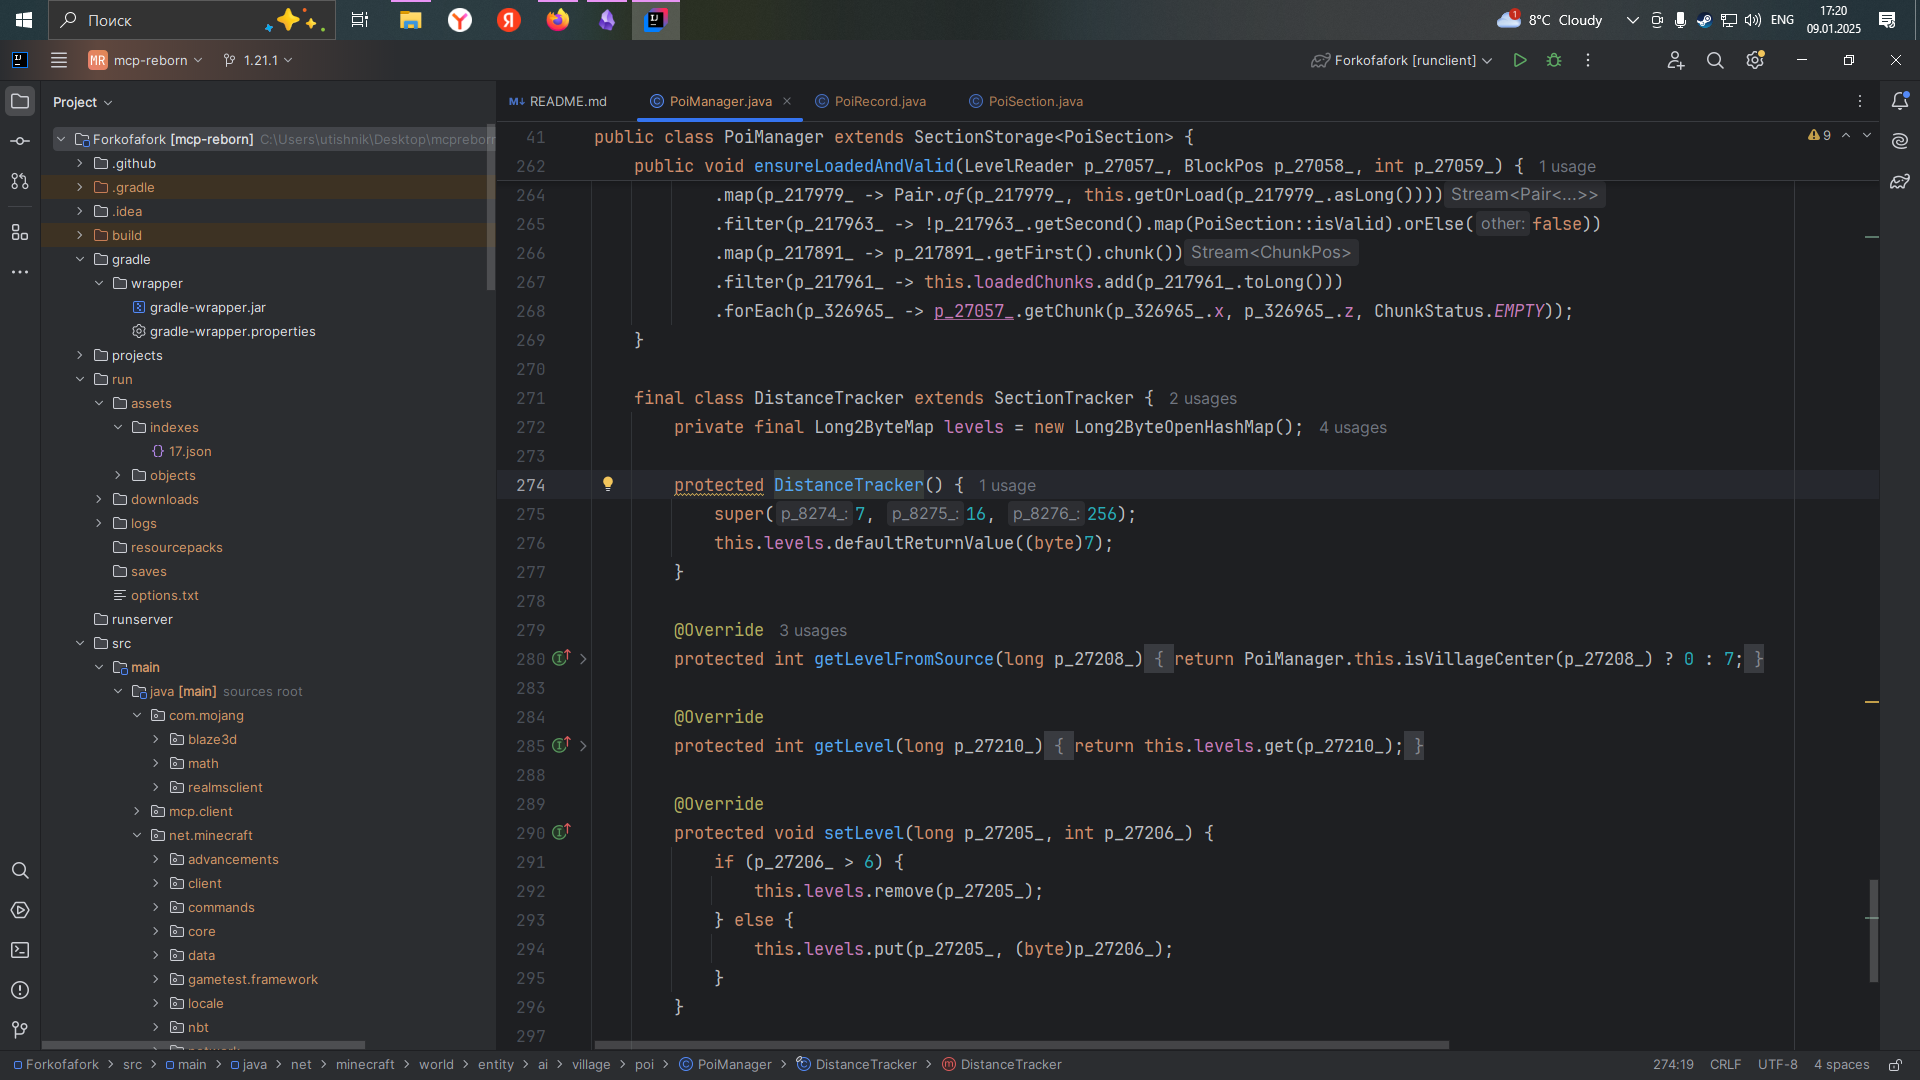 Поиск
8°C Cloudy
ENG
17:20
09.01.2025
1
MR mcp-reborn
1.21.1
Forkofafork [runclient]
Project
README.md
PoiManager.java
PoiRecord.java
PoiSection.java
Forkofafork [mcp-reborn] C:\Users\utishnik\Desktop\mcpreborn
.github
.gradle
.idea
build
gradle
wrapper
gradle-wrapper.jar
gradle-wrapper.properties
projects
run
assets
indexes
17.json
objects
downloads
logs
resourcepacks
saves
options.txt
runserver
src
main
java [main] sources root
com.mojang
blaze3d
math
realmsclient
mcp.client
net.minecraft
advancements
client
commands
core
data
gametest.framework
locale
nbt
9
41 public class PoiManager extends SectionStorage<PoiSection> {
262 public void ensureLoadedAndValid(LevelReader p_27057_, BlockPos p_27058_, int p_27059_) { 1 usage
264 .map(p_217979_ -> Pair.of(p_217979_, this.getOrLoad(p_217979_.asLong()))) Stream<Pair<...>>
265 .filter(p_217963_ -> !p_217963_.getSecond().map(PoiSection::isValid).orElse( other: false))
266 .map(p_217891_ -> p_217891_.getFirst().chunk()) Stream<ChunkPos>
267 .filter(p_217961_ -> this.loadedChunks.add(p_217961_.toLong()))
268 .forEach(p_326965_ -> p_27057_.getChunk(p_326965_.x, p_326965_.z, ChunkStatus.EMPTY));
269 }
270
271 final class DistanceTracker extends SectionTracker { 2 usages
272 private final Long2ByteMap levels = new Long2ByteOpenHashMap(); 4 usages
273
274 protected DistanceTracker() { 1 usage
275 super( p_8274_: 7, p_8275_: 16, p_8276_: 256);
276 this.levels.defaultReturnValue((byte)7);
277 }
278
279 @Override 3 usages
280 protected int getLevelFromSource(long p_27208_) { return PoiManager.this.isVillageCenter(p_27208_) ? 0 : 7; }
283
284 @Override
285 protected int getLevel(long p_27210_) { return this.levels.get(p_27210_); }
288
289 @Override
290 protected void setLevel(long p_27205_, int p_27206_) {
291 if (p_27206_ > 6) {
292 this.levels.remove(p_27205_);
293 } else {
294 this.levels.put(p_27205_, (byte)p_27206_);
295 }
296 }
297
Forkofafork > src > main > java > net > minecraft > world > entity > ai > village > poi > PoiManager > DistanceTracker > DistanceTracker
274:19 CRLF UTF-8 4 spaces